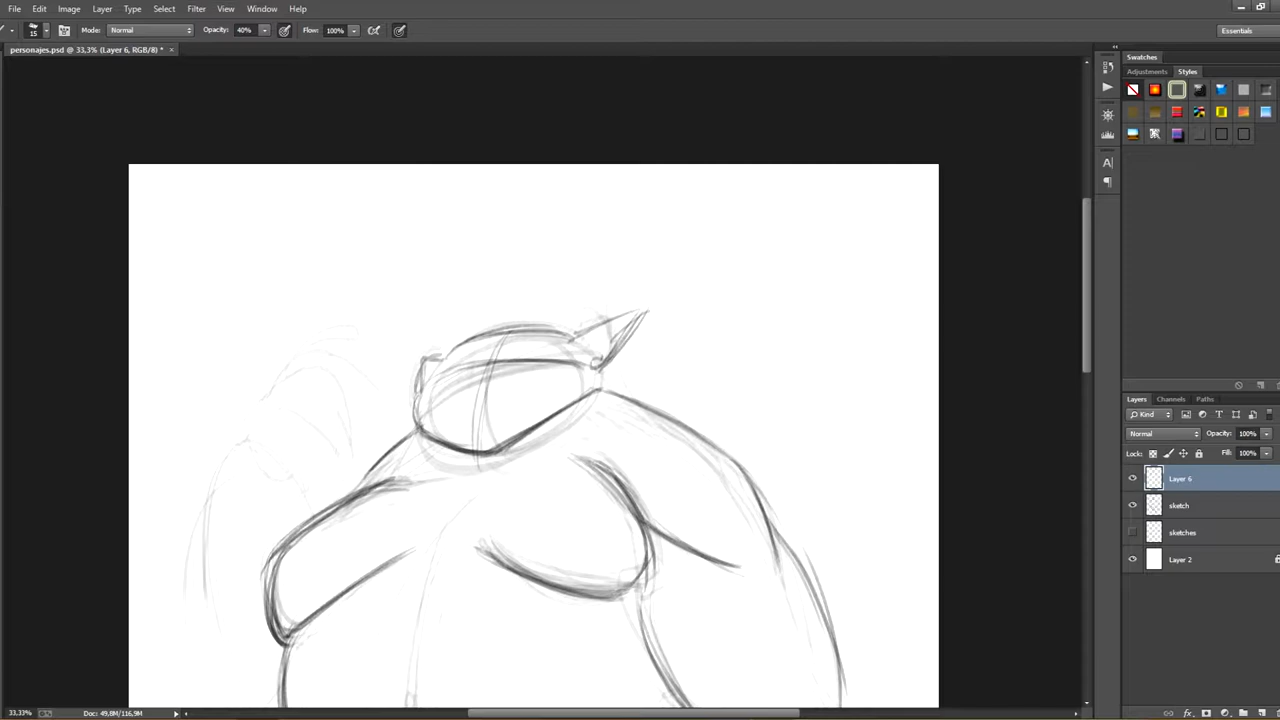 File Edit Image Layer Type Select Filter View Window Help
15 Mode: Normal Opacity: 40% Flow: 100% Essentials
personajes.psd @ 33,3% (Layer 6, RGB/8) * ×
Swatches
Adjustments Styles
A|
Layers Channels Paths
Kind
Normal Opacity: 100%
Lock: Fill: 100%
Layer 6
sketch
sketches
Layer 2
33,33% Doc: 49,8M/116,9M